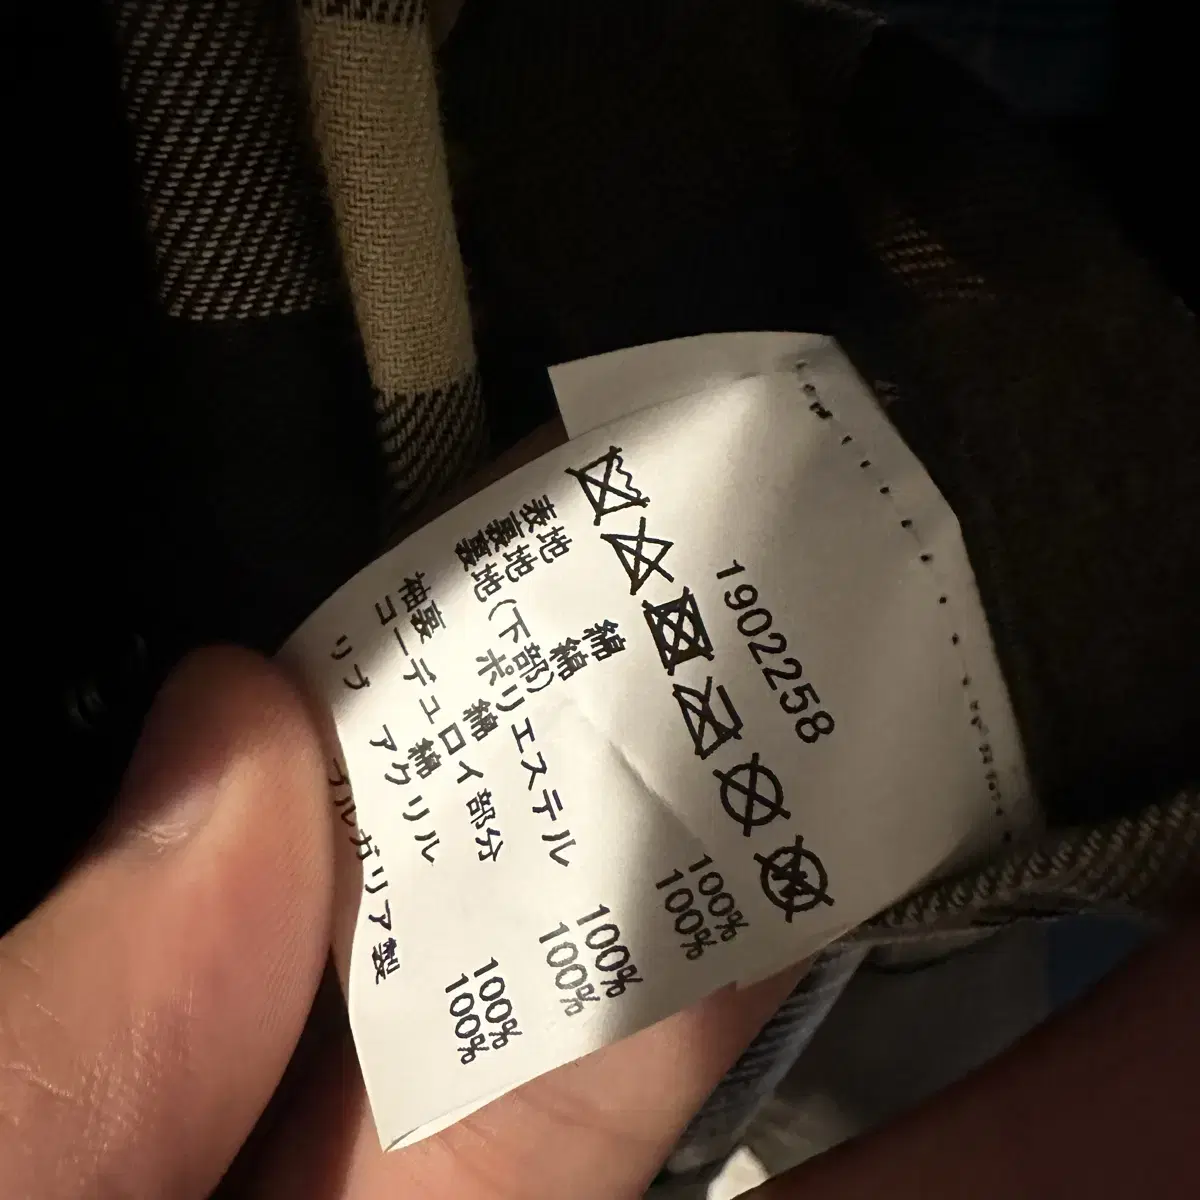 1902258
表地 綿 100%
裏地 綿 100%
裏地(下部)
ポリエステル 100%
袖裏 綿 100%
コーデュロイ部分
綿 100%
リブ アクリル 100%
ブルガリア製